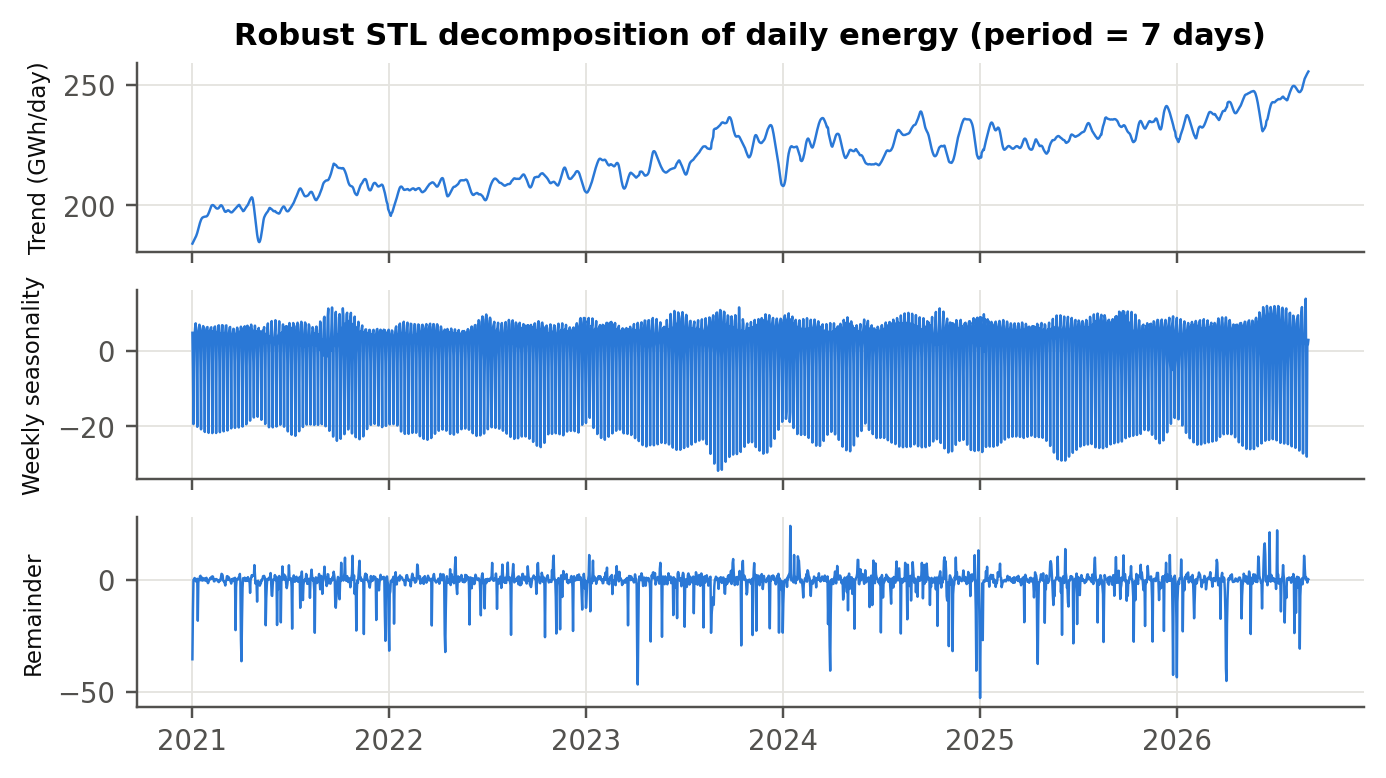 Robust STL decomposition of daily energy (period = 7 days)
Trend (GWh/day)
250
200
Weekly seasonality
0
−20
Remainder
0
−50
2021 2022 2023 2024 2025 2026